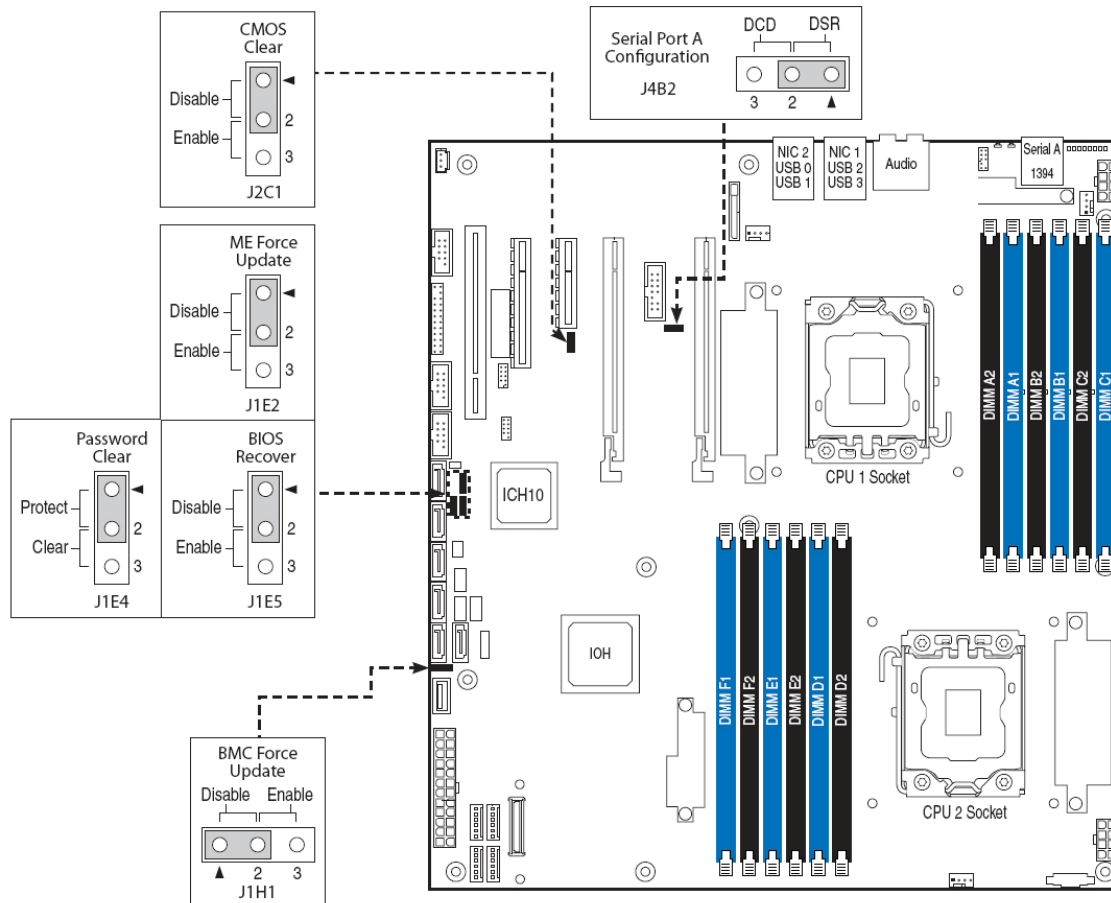 CMOS
Clear
Disable
2
Enable
3
J2C1
Serial Port A
Configuration
J4B2
DCD DSR
3 2
ME Force
Update
Disable
2
Enable
3
J1E2
Password
Clear
Protect
2
Clear
3
J1E4
BIOS
Recover
Disable
2
Enable
3
J1E5
BMC Force
Update
Disable Enable
2 3
J1H1
NIC 2
USB 0
USB 1
NIC 1
USB 2
USB 3
Audio
Serial A
1394
DIMM A2
DIMM A1
DIMM B2
DIMM B1
DIMM C2
DIMM C1
CPU 1 Socket
ICH10
IOH
DIMM F1
DIMM F2
DIMM E1
DIMM E2
DIMM D1
DIMM D2
CPU 2 Socket